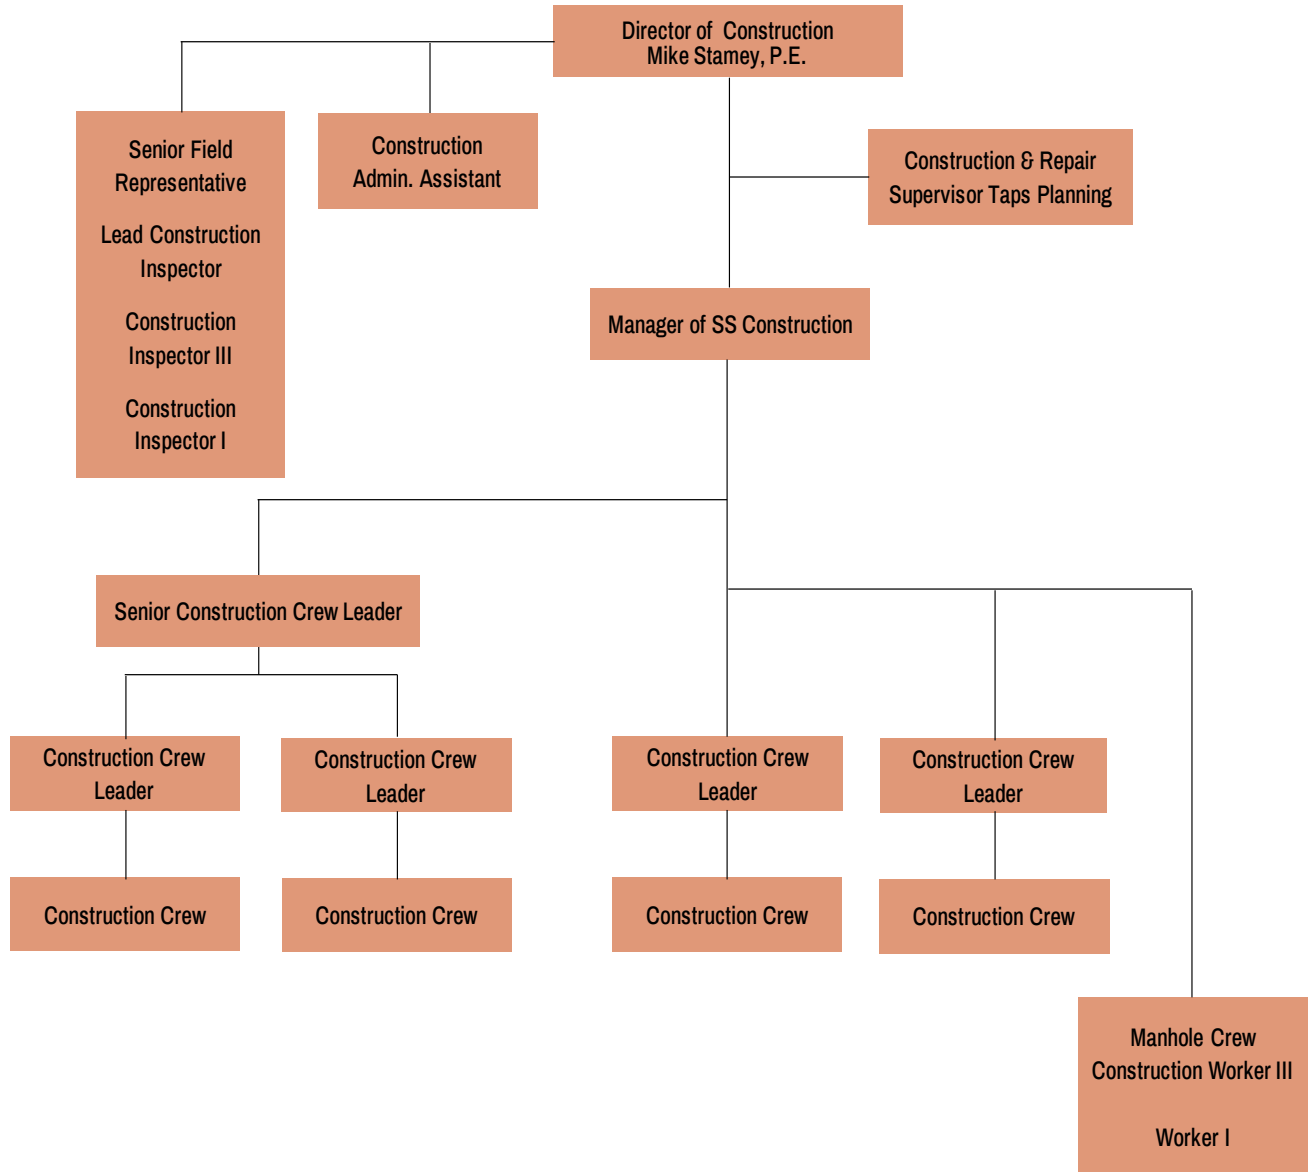 Director of Construction
Mike Stamey, P.E.
Senior Field
Representative
Lead Construction
Inspector
Construction
Inspector III
Construction
Inspector I
Construction
Admin. Assistant
Construction & Repair
Supervisor Taps Planning
Manager of SS Construction
Senior Construction Crew Leader
Construction Crew
Leader
Construction Crew
Leader
Construction Crew
Leader
Construction Crew
Leader
Construction Crew
Construction Crew
Construction Crew
Construction Crew
Manhole Crew
Construction Worker III
Worker I